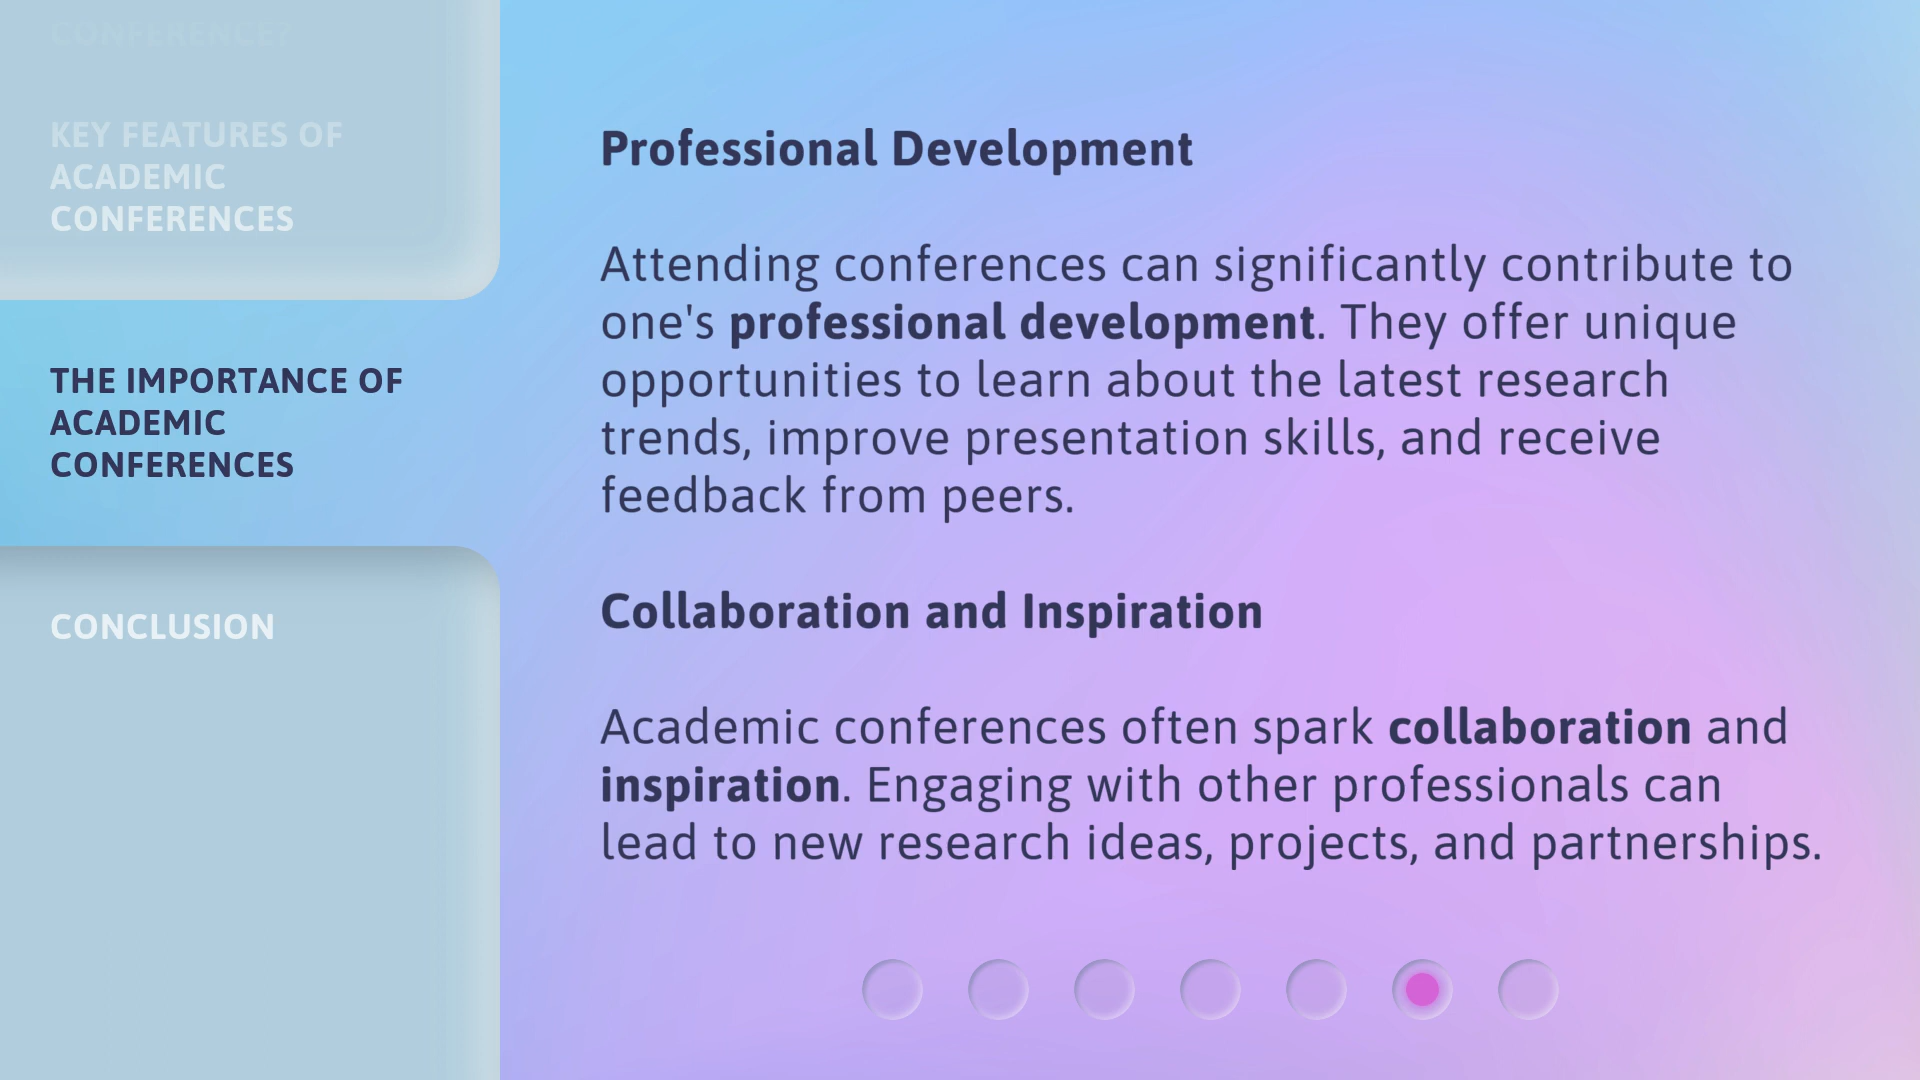 CONFERENCE?
KEY FEATURES OF
ACADEMIC
CONFERENCES
THE IMPORTANCE OF
ACADEMIC
CONFERENCES
CONCLUSION
Professional Development
Attending conferences can significantly contribute to
one's professional development. They offer unique
opportunities to learn about the latest research
trends, improve presentation skills, and receive
feedback from peers.
Collaboration and Inspiration
Academic conferences often spark collaboration and
inspiration. Engaging with other professionals can
lead to new research ideas, projects, and partnerships.